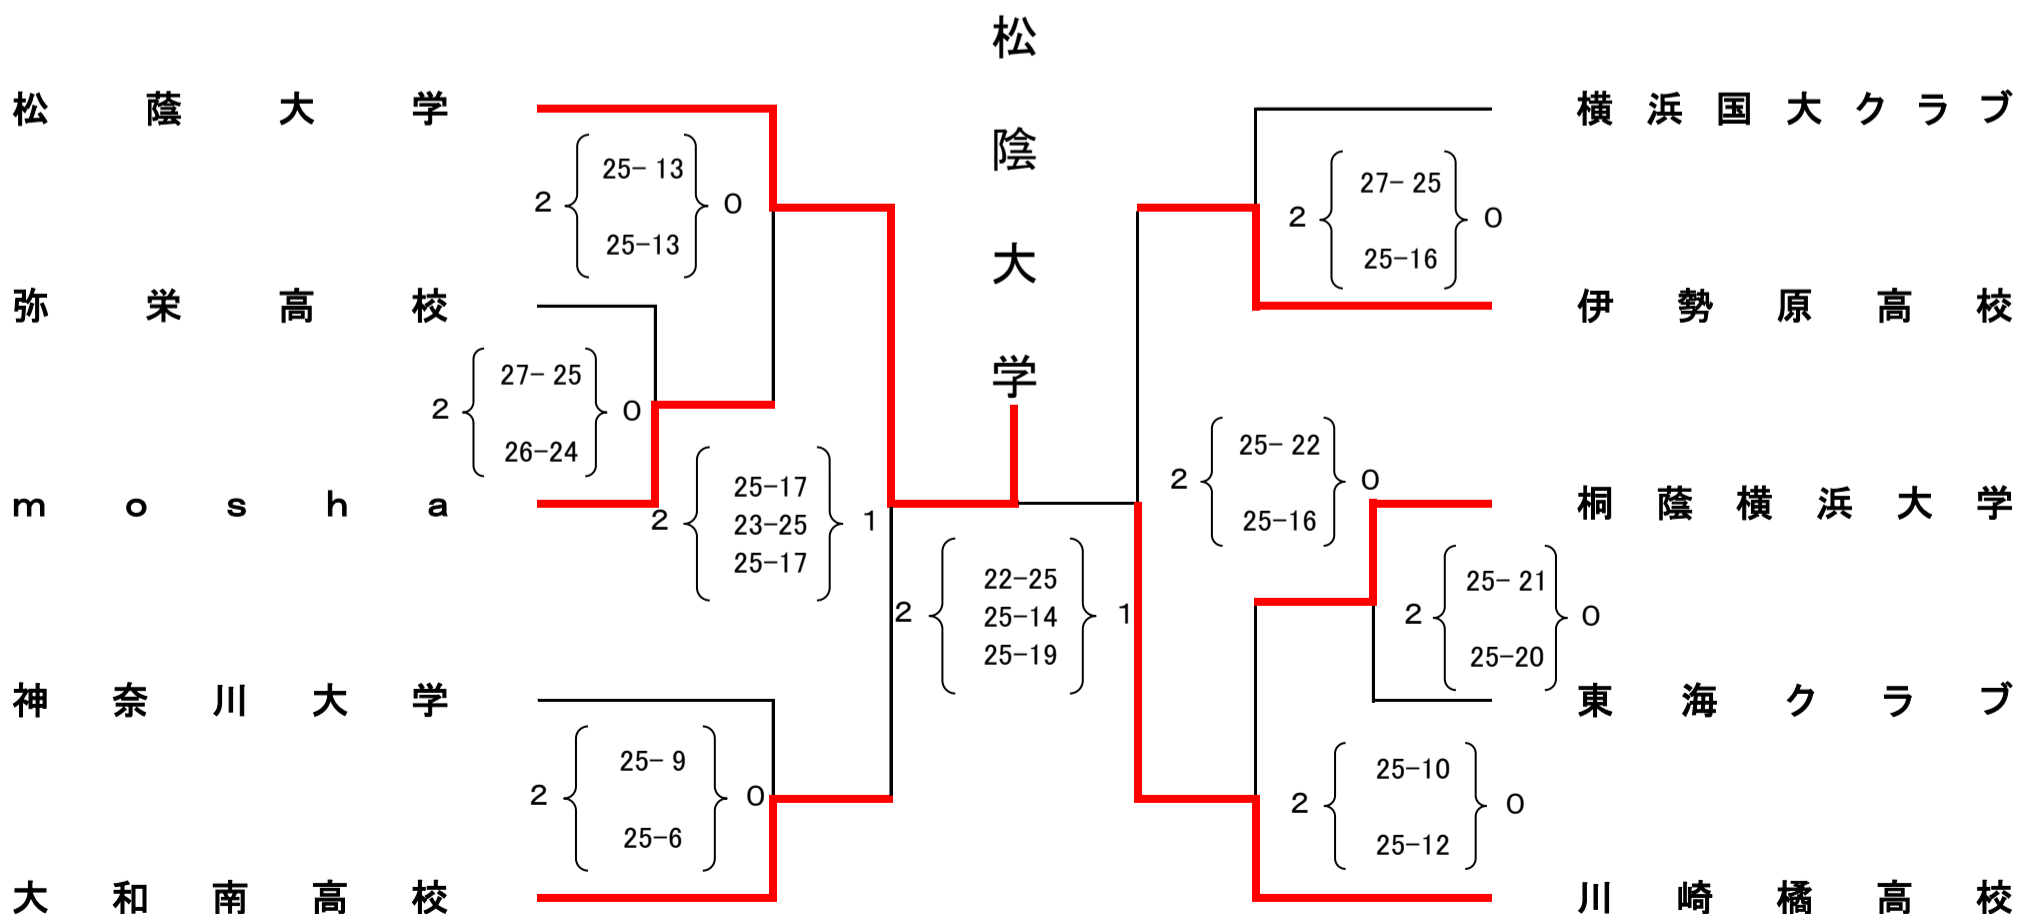 松陰大学
松蔭大学
2 25-13 0
25-13
弥栄高校
2 27-25 0
26-24
mosha
2 25-17 1
23-25
25-17
神奈川大学
2 25-9 0
25-6
大和南高校
2 22-25 1
25-14
25-19
横浜国大クラブ
2 27-25 0
25-16
伊勢原高校
2 25-22 0
25-16
桐蔭横浜大学
2 25-21 0
25-20
東海クラブ
2 25-10 0
25-12
川崎橘高校